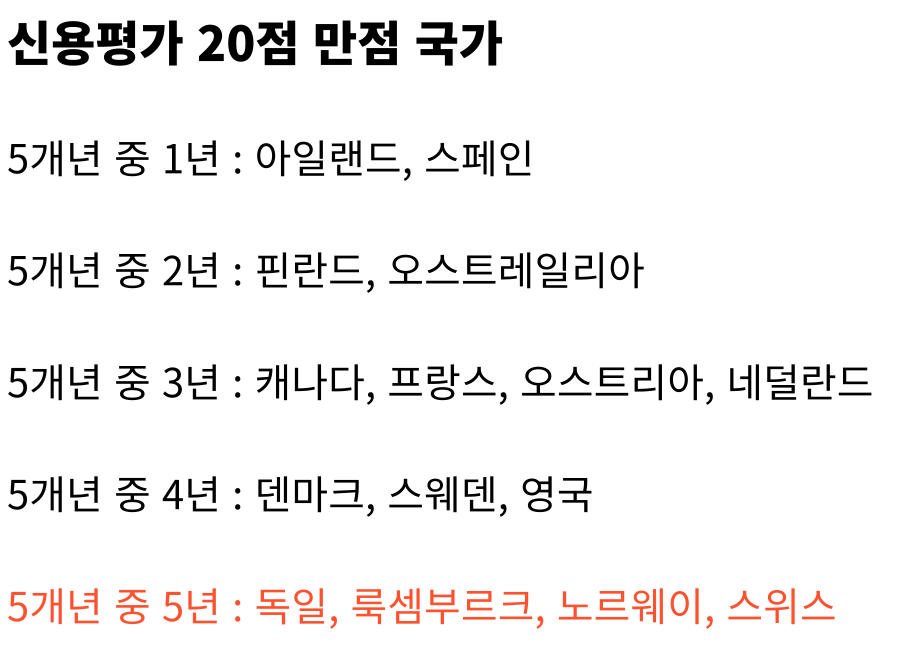 신용평가 20점 만점 국가
5개년 중 1년 : 아일랜드, 스페인
5개년 중 2년 : 핀란드, 오스트레일리아
5개년 중 3년 : 캐나다, 프랑스, 오스트리아, 네덜란드
5개년 중 4년 : 덴마크, 스웨덴, 영국
5개년 중 5년 : 독일, 룩셈부르크, 노르웨이, 스위스